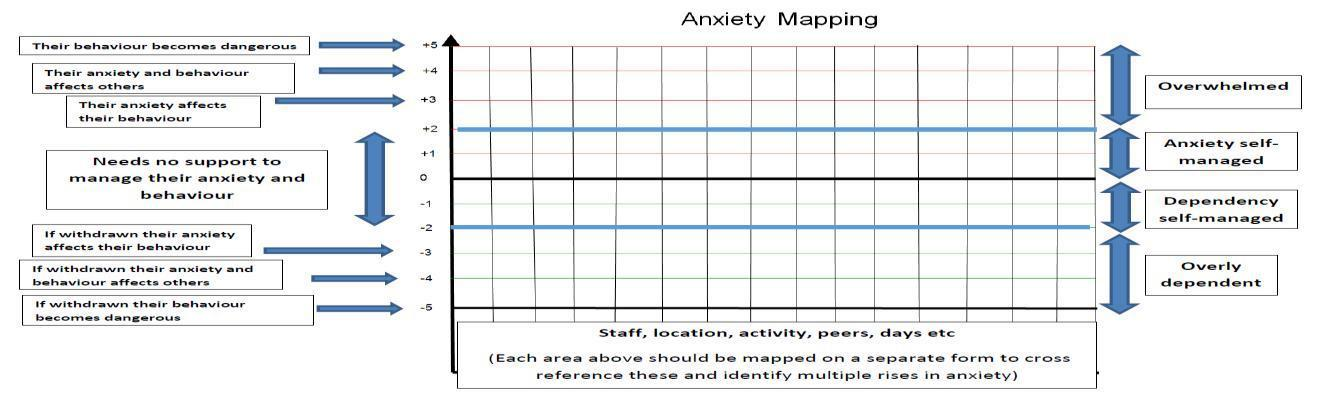 Anxiety Mapping
Their behaviour becomes dangerous
Their anxiety and behaviour
affects others
Their anxiety affects
their behaviour
Needs no support to
manage their anxiety and
behaviour
If withdrawn their anxiety
affects their behaviour
If withdrawn their anxiety and
behaviour affects others
If withdrawn their behaviour
becomes dangerous
+5
+4
+3
+2
+1
0
-1
-2
-3
-4
-5
Overwhelmed
Anxiety self-
managed
Dependency
self-managed
Overly
dependent
Staff, location, activity, peers, days etc
(Each area above should be mapped on a separate form to cross
reference these and identify multiple rises in anxiety)